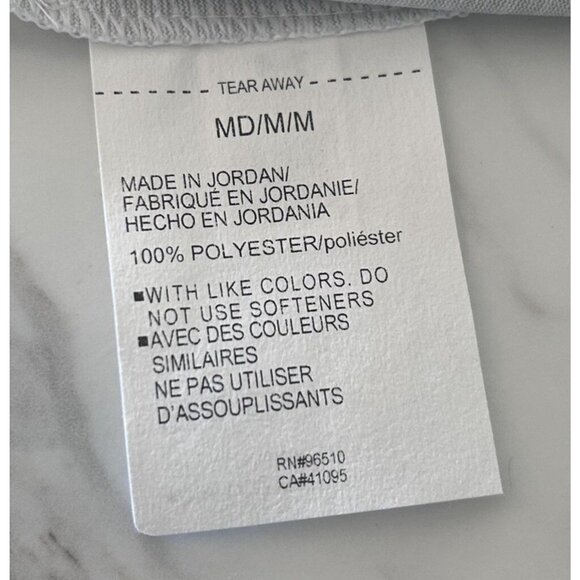 TEAR AWAY
MD/M/M
MADE IN JORDAN/
FABRIQUÉ EN JORDANIE/
HECHO EN JORDANIA
100% POLYESTER/poliéster
■WITH LIKE COLORS. DO
NOT USE SOFTENERS
■AVEC DES COULEURS
SIMILAIRES
NE PAS UTILISER
D'ASSOUPLISSANTS
RN#96510
CA#41095